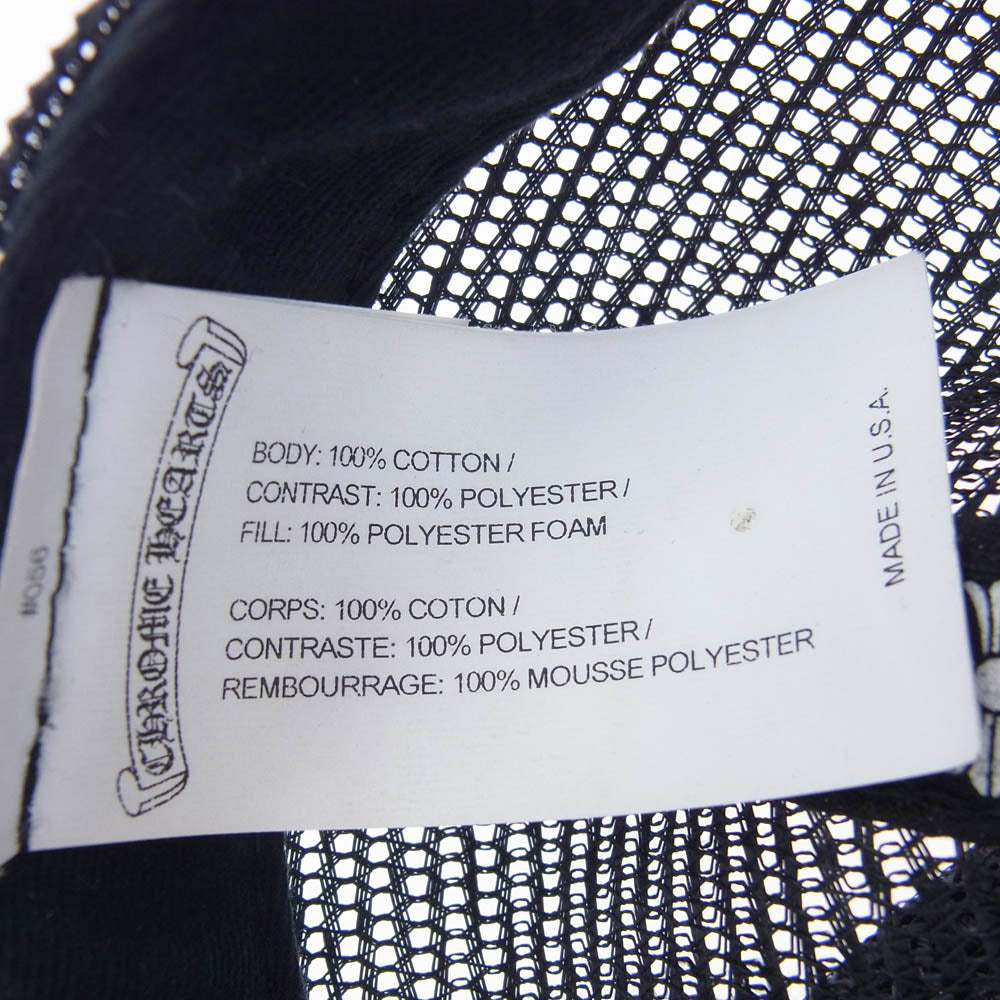 CHROME HEARTS
BODY: 100% COTTON /
CONTRAST: 100% POLYESTER /
FILL: 100% POLYESTER FOAM
CORPS: 100% COTON /
CONTRASTE: 100% POLYESTER /
REMBOURRAGE: 100% MOUSSE POLYESTER
MADE IN U.S.A.
#086